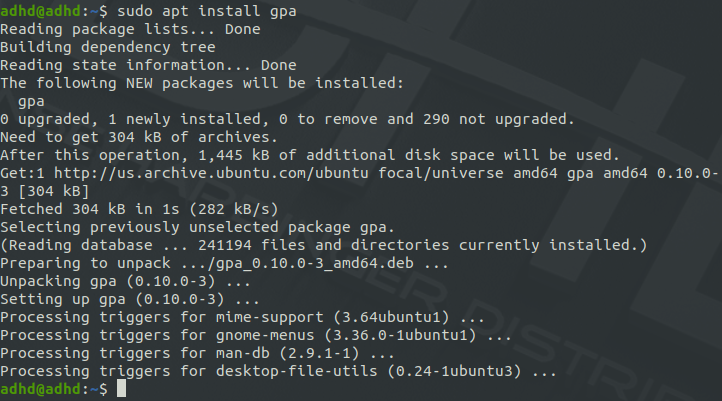 adhd@adhd:~$ sudo apt install gpa
Reading package lists... Done
Building dependency tree
Reading state information... Done
The following NEW packages will be installed:
  gpa
0 upgraded, 1 newly installed, 0 to remove and 290 not upgraded.
Need to get 304 kB of archives.
After this operation, 1,445 kB of additional disk space will be used.
Get:1 http://us.archive.ubuntu.com/ubuntu focal/universe amd64 gpa amd64 0.10.0-
3 [304 kB]
Fetched 304 kB in 1s (282 kB/s)
Selecting previously unselected package gpa.
(Reading database ... 241194 files and directories currently installed.)
Preparing to unpack .../gpa_0.10.0-3_amd64.deb ...
Unpacking gpa (0.10.0-3) ...
Setting up gpa (0.10.0-3) ...
Processing triggers for mime-support (3.64ubuntu1) ...
Processing triggers for gnome-menus (3.36.0-1ubuntu1) ...
Processing triggers for man-db (2.9.1-1) ...
Processing triggers for desktop-file-utils (0.24-1ubuntu3) ...
adhd@adhd:~$